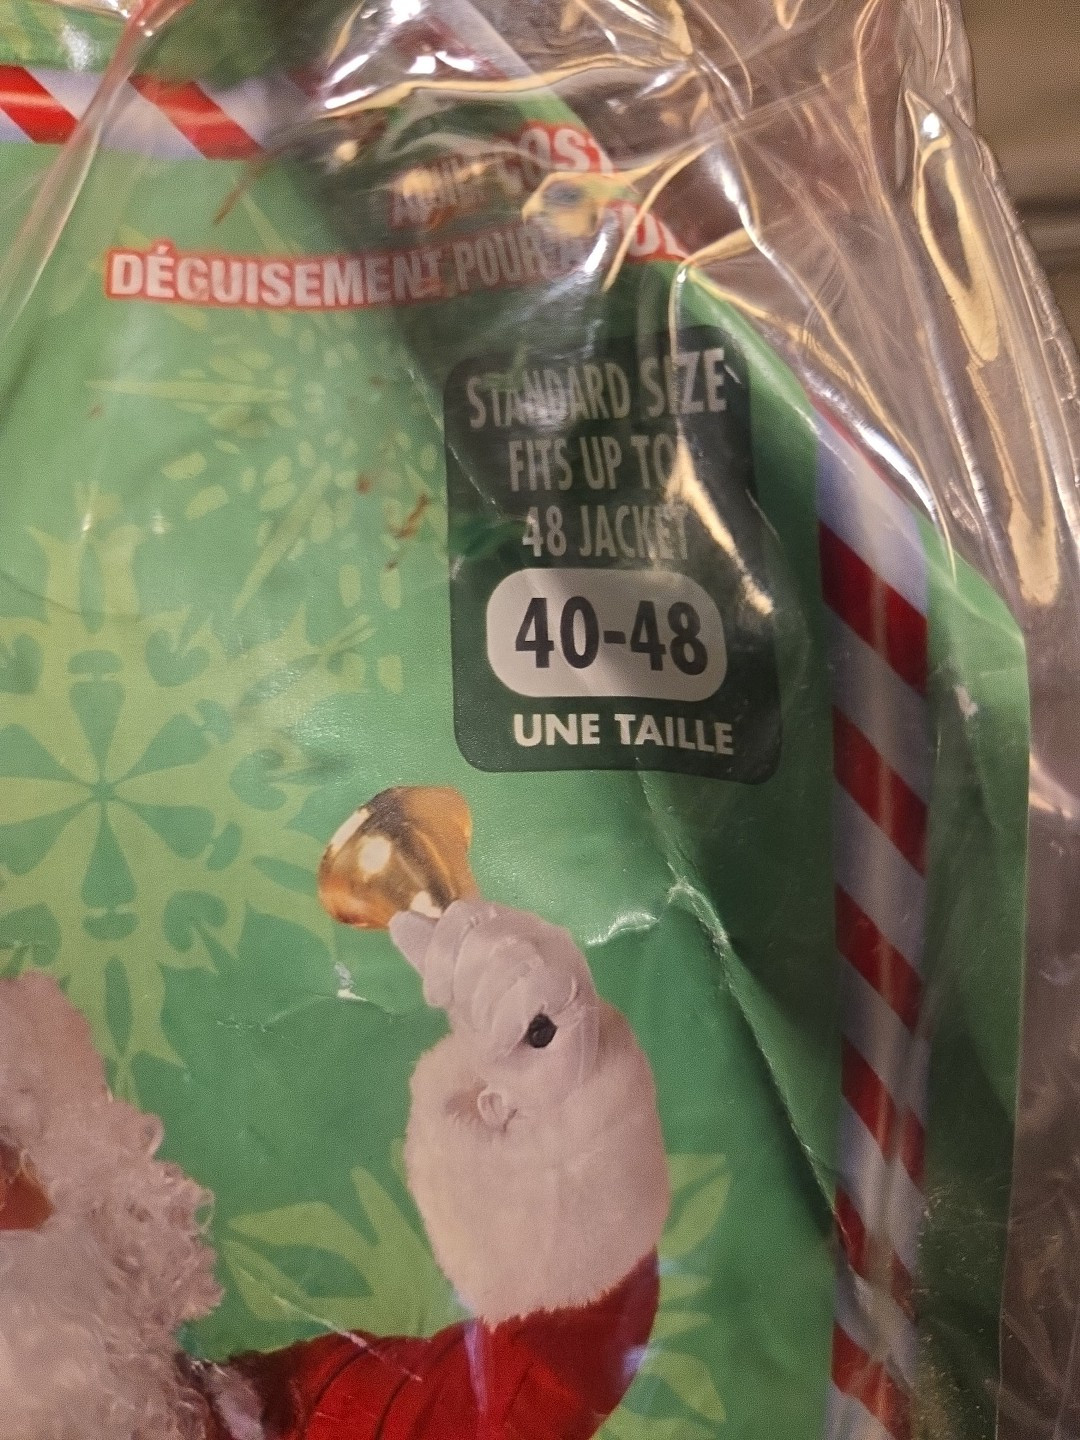 DÉGUISEMENT POUR
STANDARD SIZE
FITS UP TO
48 JACKET
40-48
UNE TAILLE